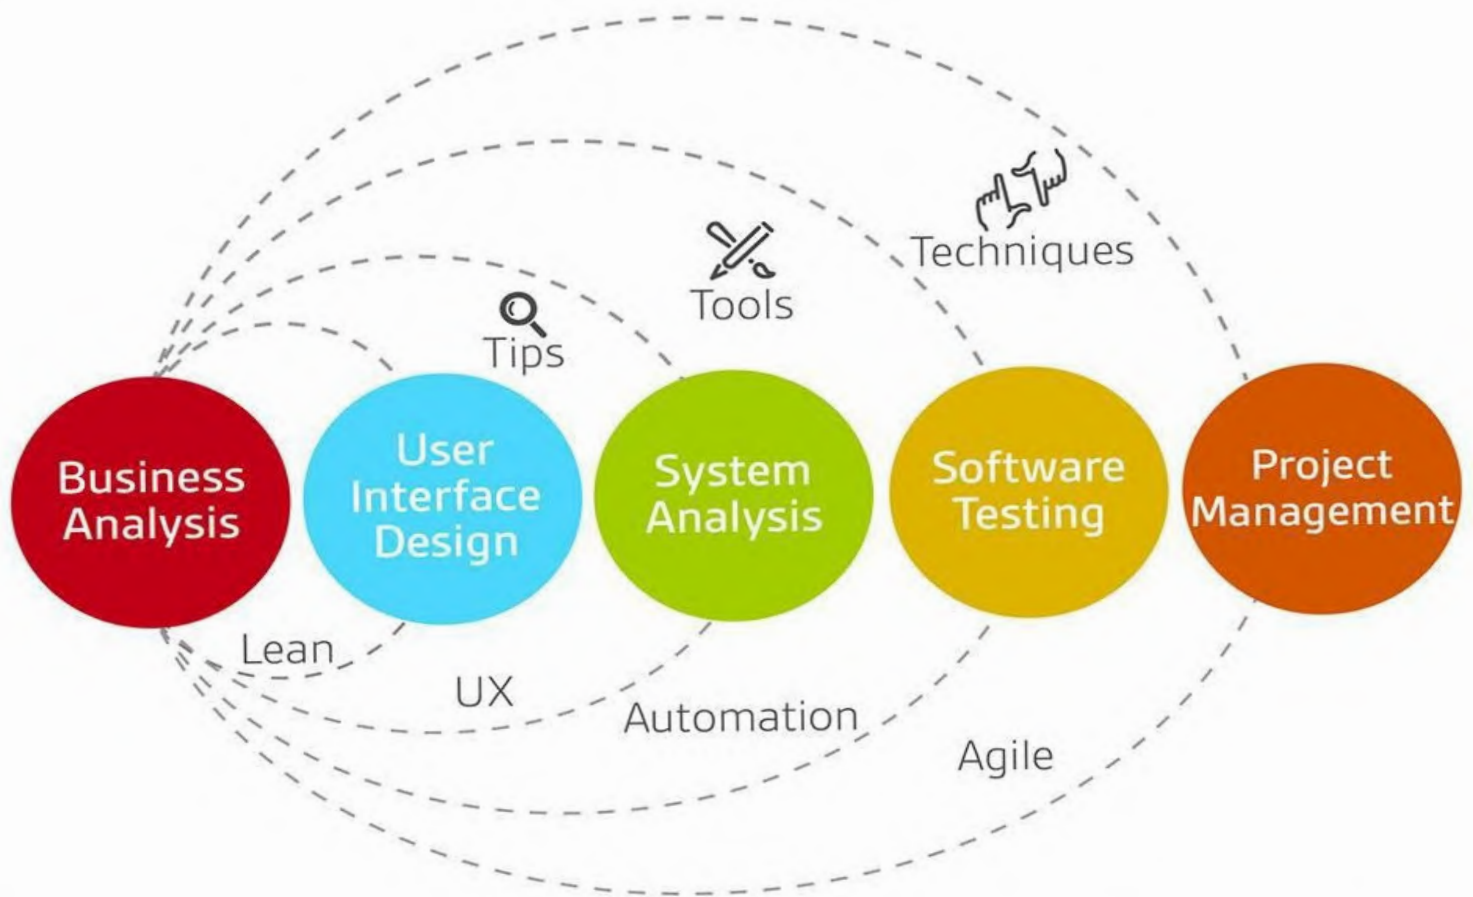 Techniques
Tools
Tips
Business
Analysis
User
Interface
Design
System
Analysis
Software
Testing
Project
Management
Lean
UX
Automation
Agile